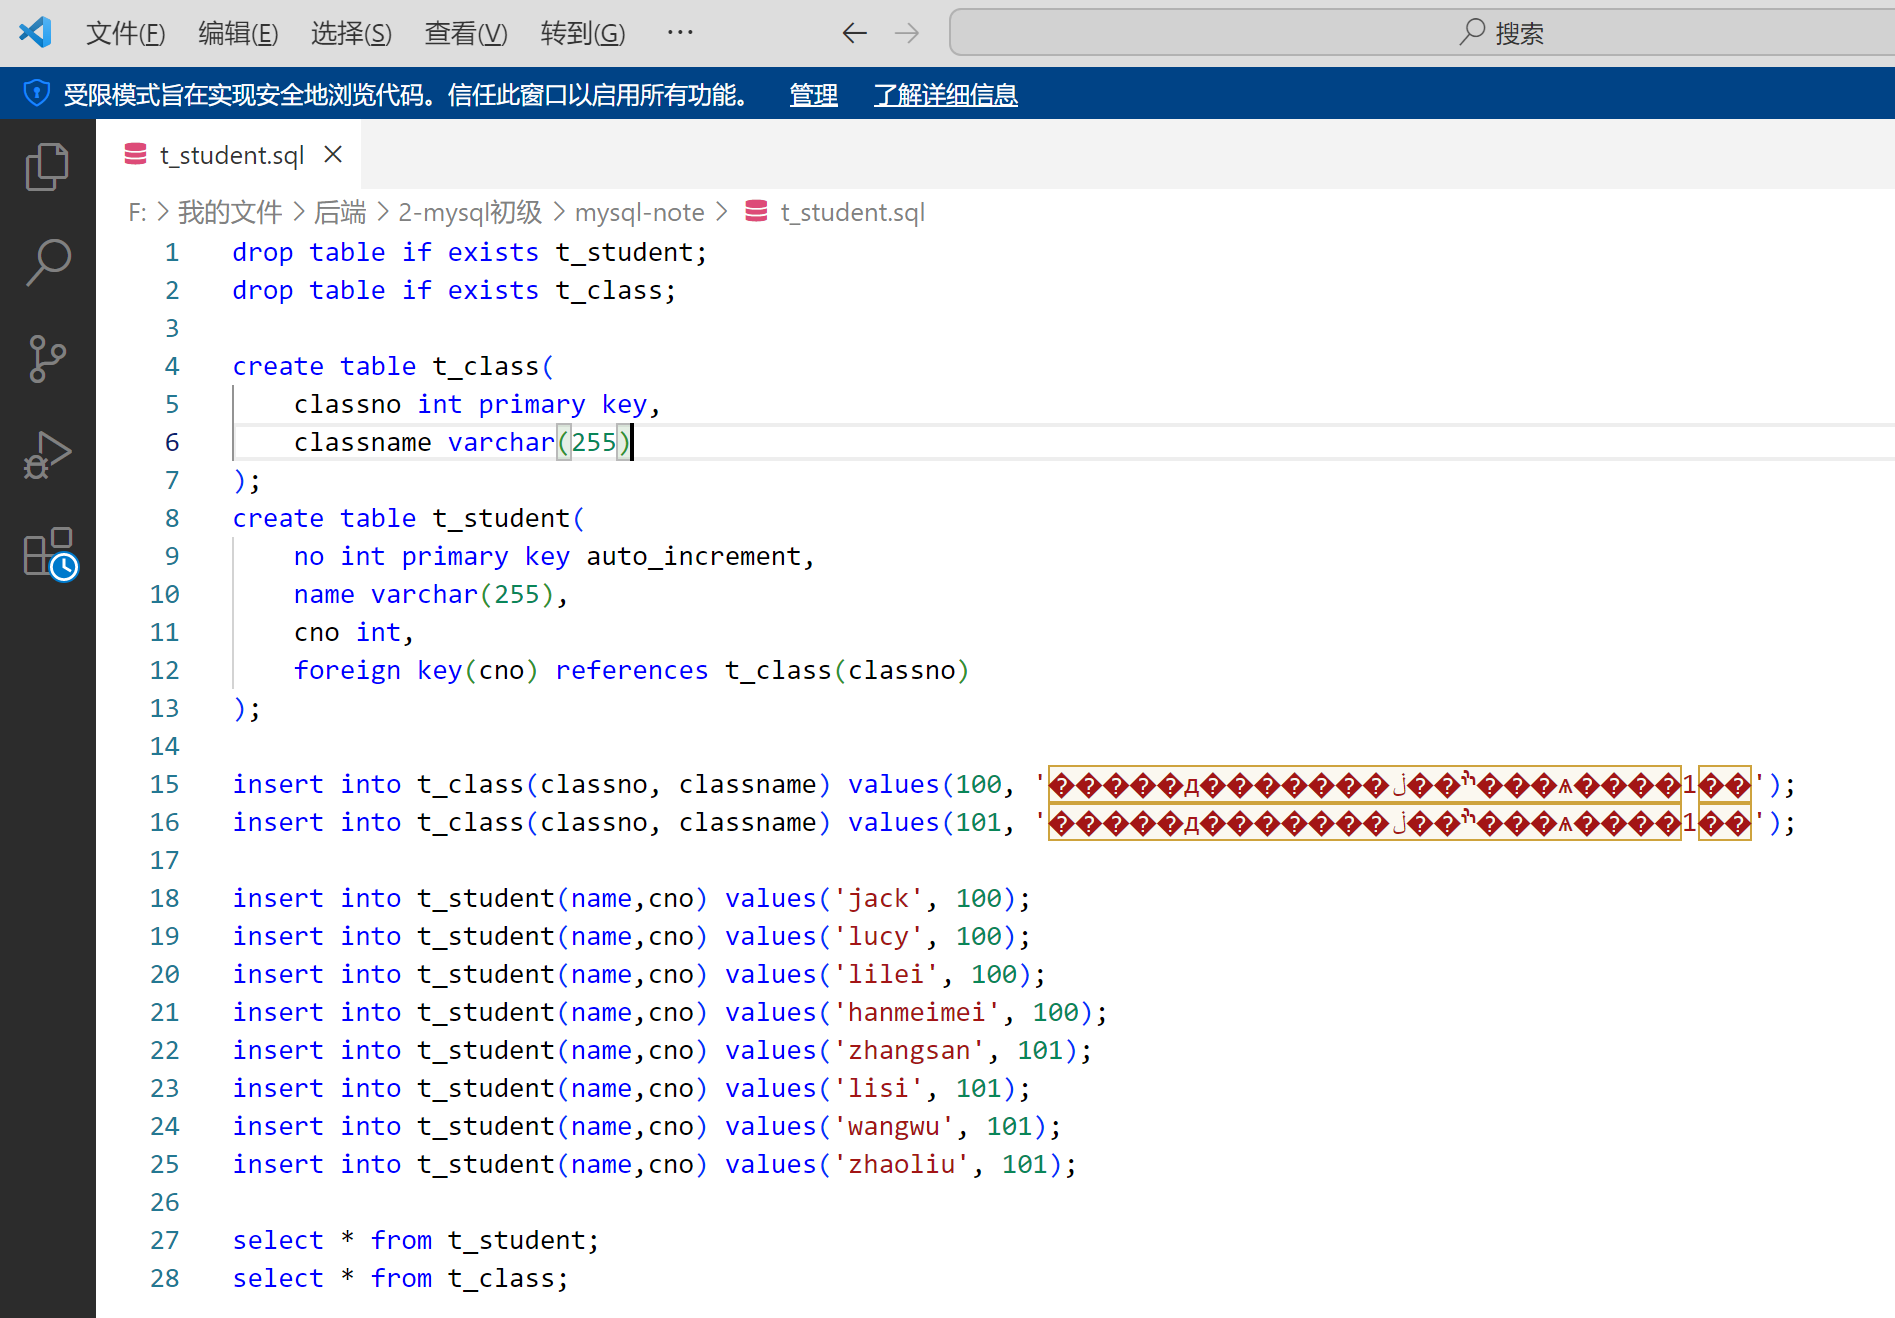 文件(F) 编辑(E) 选择(S) 查看(V) 转到(G) ··· 搜索
受限模式旨在实现安全地浏览代码。信任此窗口以启用所有功能。 管理 了解详细信息
t_student.sql
F: > 我的文件 > 后端 > 2-mysql初级 > mysql-note > t_student.sql
1 drop table if exists t_student;
2 drop table if exists t_class;
3
4 create table t_class(
5 classno int primary key,
6 classname varchar(255)
7 );
8 create table t_student(
9 no int primary key auto_increment,
10 name varchar(255),
11 cno int,
12 foreign key(cno) references t_class(classno)
13 );
14
15 insert into t_class(classno, classname) values(100, '�����д�������ڶ��ׯ���ѧ����1��');
16 insert into t_class(classno, classname) values(101, '�����д�������ڶ��ׯ���ѧ����1��');
17
18 insert into t_student(name,cno) values('jack', 100);
19 insert into t_student(name,cno) values('lucy', 100);
20 insert into t_student(name,cno) values('lilei', 100);
21 insert into t_student(name,cno) values('hanmeimei', 100);
22 insert into t_student(name,cno) values('zhangsan', 101);
23 insert into t_student(name,cno) values('lisi', 101);
24 insert into t_student(name,cno) values('wangwu', 101);
25 insert into t_student(name,cno) values('zhaoliu', 101);
26
27 select * from t_student;
28 select * from t_class;